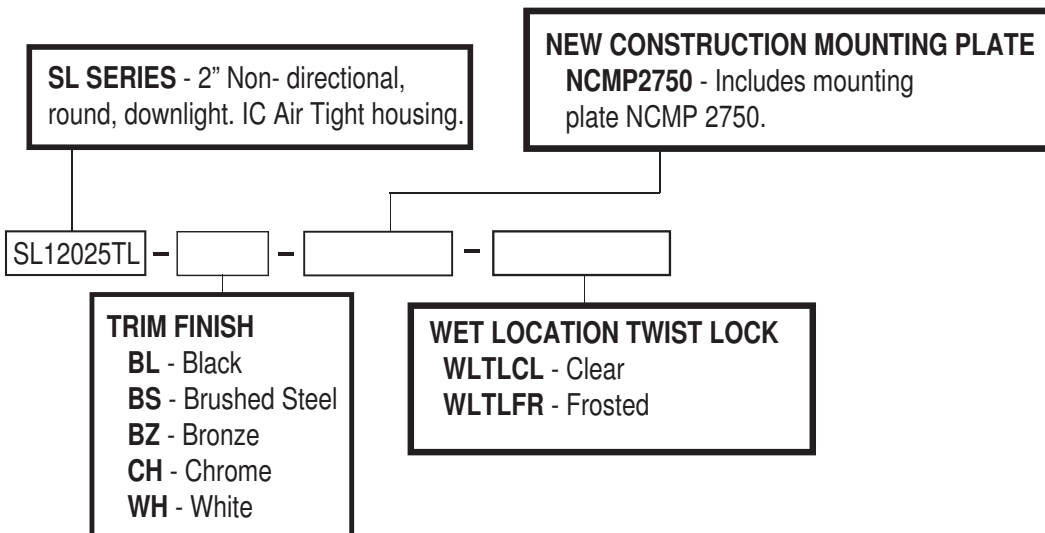 SL SERIES - 2” Non- directional,
round, downlight. IC Air Tight housing.
NEW CONSTRUCTION MOUNTING PLATE
NCMP2750 - Includes mounting
plate NCMP 2750.
SL12025TL - - -
TRIM FINISH
BL - Black
BS - Brushed Steel
BZ - Bronze
CH - Chrome
WH - White
WET LOCATION TWIST LOCK
WLTLCL - Clear
WLTLFR - Frosted